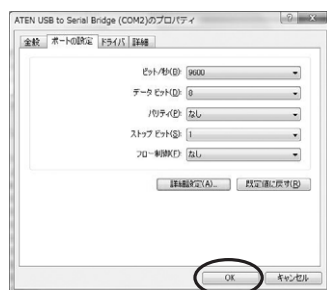 ATEN USB to Serial Bridge (COM2)のプロパティ
全般 ポートの設定 ドライバ 詳細
ビット/秒(B): 9600
データ ビット(D): 8
パリティ(P): なし
ストップ ビット(S): 1
フロー制御(F): なし
詳細設定(A)... 既定値に戻す(R)
OK キャンセル